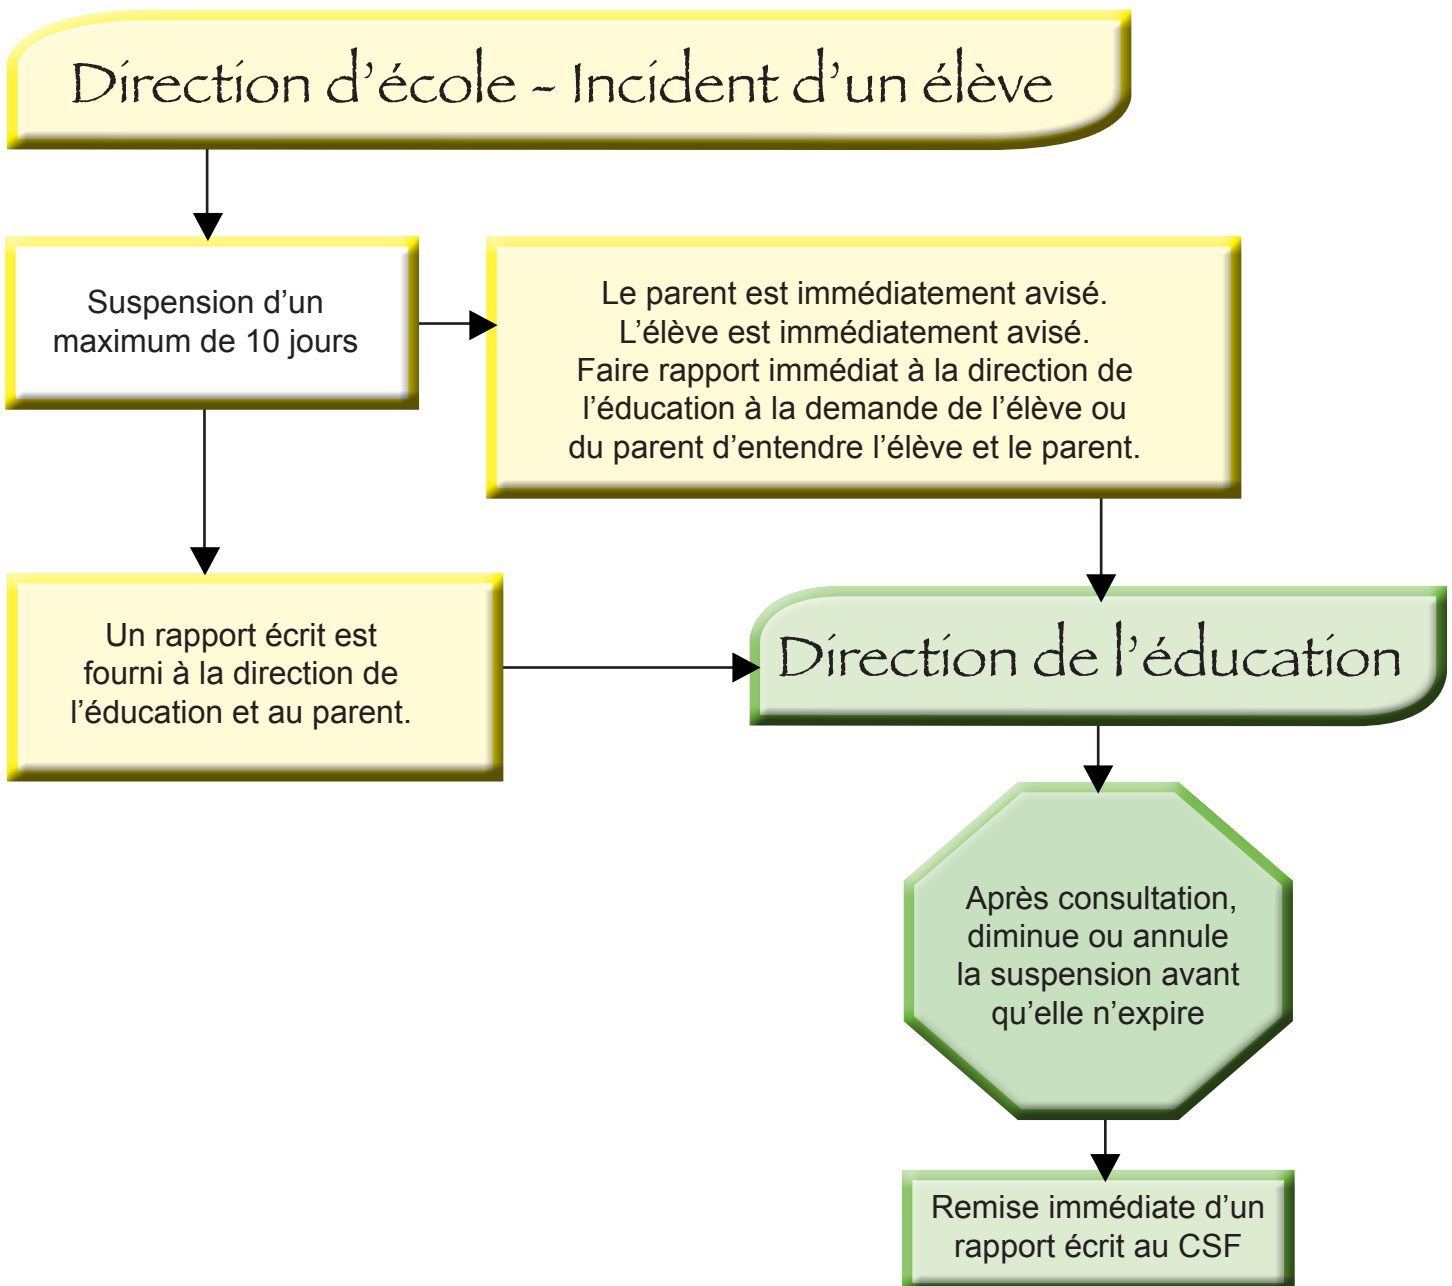 Direction d’école - Incident d’un élève
Suspension d’un
maximum de 10 jours
Le parent est immédiatement avisé.
L’élève est immédiatement avisé.
Faire rapport immédiat à la direction de
l’éducation à la demande de l’élève ou
du parent d’entendre l’élève et le parent.
Un rapport écrit est
fourni à la direction de
l’éducation et au parent.
Direction de l’éducation
Après consultation,
diminue ou annule
la suspension avant
qu’elle n’expire
Remise immédiate d’un
rapport écrit au CSF